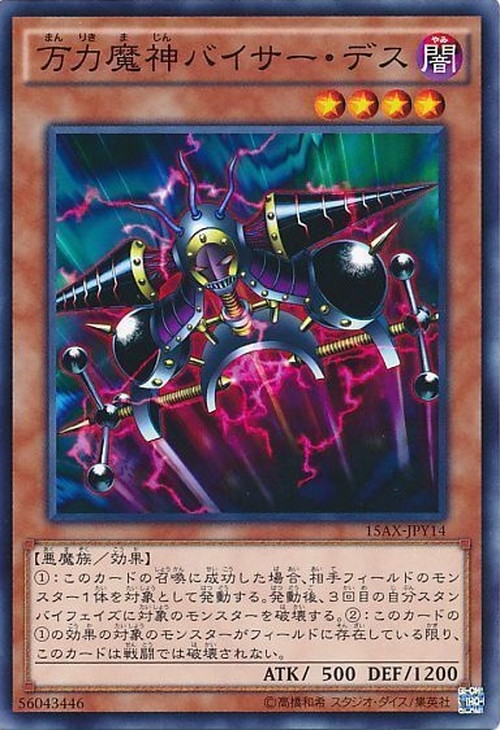 万力魔神バイサー・デス
闇
15AX-JPY14
【悪魔族／効果】
①：このカードの召喚に成功した場合、相手フィールドのモン
スター１体を対象として発動する。発動後、３回目の自分スタン
バイフェイズに対象のモンスターを破壊する。②：このカードの
①の効果の対象のモンスターがフィールドに存在している限り、
このカードは戦闘では破壊されない。
ATK/ 500 DEF/1200
56043446
©高橋和希 スタジオ・ダイス/集英社